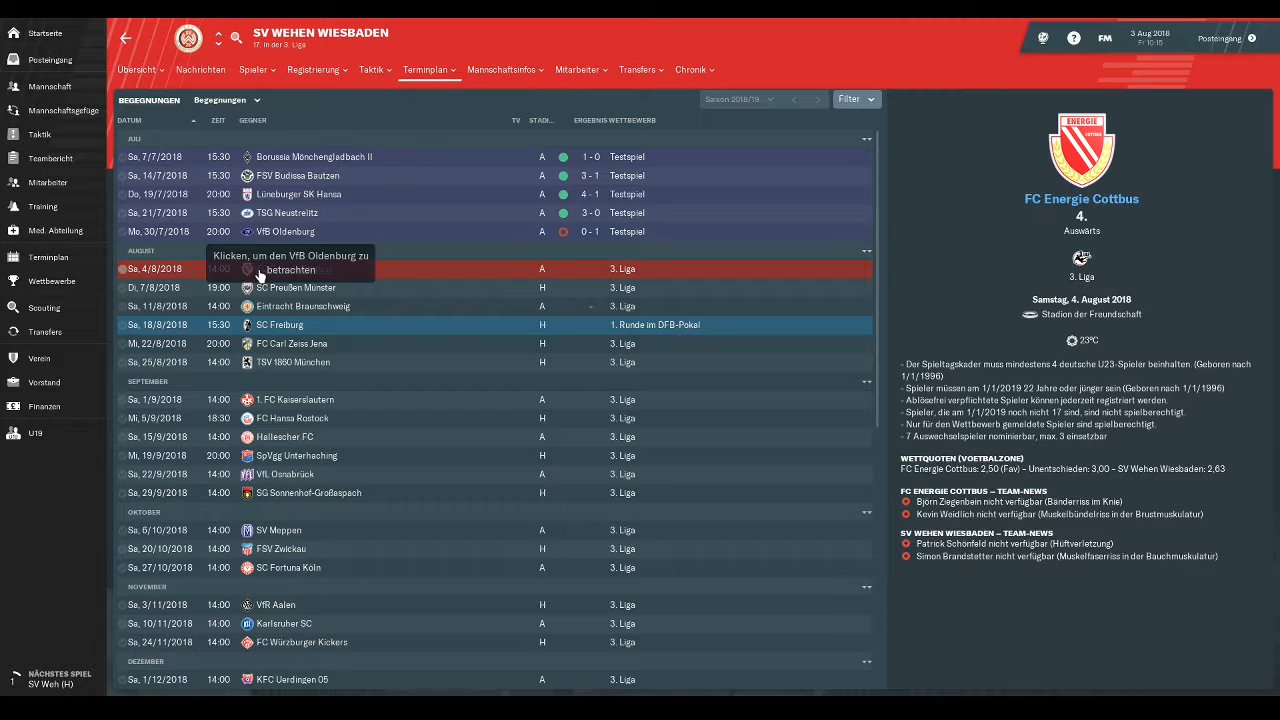 Startseite
Posteingang
Mannschaft
Mannschaftsgefüge
Taktik
Teambericht
Mitarbeiter
Training
Med. Abteilung
Terminplan
Wettbewerbe
Scouting
Transfers
Verein
Vorstand
Finanzen
U19
U19
NÄCHSTES SPIEL
SV Weh (H)
SV WEHEN WIESBADEN
17. in der 3. Liga
? FM
3 Aug 2018
Fr 10:15
Posteingang
Übersicht Nachrichten Spieler Registrierung Taktik Terminplan Mannschaftsinfos Mitarbeiter Transfers Chronik
BEGEGNUNGEN Begegnungen Saison 2018/19 Filter
DATUM ZEIT GEGNER TV STADI... ERGEBNIS WETTBEWERB
JULI
Sa, 7/7/2018 15:30 Borussia Mönchengladbach II A 1 - 0 Testspiel
Sa, 14/7/2018 15:30 FSV Budissa Bautzen A 3 - 1 Testspiel
Do, 19/7/2018 20:00 Lüneburger SK Hansa A 4 - 1 Testspiel
Sa, 21/7/2018 15:30 TSG Neustrelitz A 3 - 0 Testspiel
Mo, 30/7/2018 20:00 VfB Oldenburg A 0 - 1 Testspiel
AUGUST
Klicken, um den VfB Oldenburg zu
betrachten
Sa, 4/8/2018 14:00 A 3. Liga
Di, 7/8/2018 19:00 SC Preußen Münster H 3. Liga
Sa, 11/8/2018 14:00 Eintracht Braunschweig A - 3. Liga
Sa, 18/8/2018 15:30 SC Freiburg H 1. Runde im DFB-Pokal
Mi, 22/8/2018 20:00 FC Carl Zeiss Jena H 3. Liga
Sa, 25/8/2018 14:00 TSV 1860 München A 3. Liga
SEPTEMBER
Sa, 1/9/2018 14:00 1. FC Kaiserslautern A 3. Liga
Mi, 5/9/2018 18:30 FC Hansa Rostock H 3. Liga
Sa, 15/9/2018 14:00 Hallescher FC A 3. Liga
Mi, 19/9/2018 20:00 SpVgg Unterhaching H 3. Liga
Sa, 22/9/2018 14:00 VfL Osnabrück A 3. Liga
Sa, 29/9/2018 14:00 SG Sonnenhof-Großaspach H 3. Liga
OKTOBER
Sa, 6/10/2018 14:00 SV Meppen A 3. Liga
Sa, 20/10/2018 14:00 FSV Zwickau H 3. Liga
Sa, 27/10/2018 14:00 SC Fortuna Köln A 3. Liga
NOVEMBER
Sa, 3/11/2018 14:00 VfR Aalen H 3. Liga
Sa, 10/11/2018 14:00 Karlsruher SC A 3. Liga
Sa, 24/11/2018 14:00 FC Würzburger Kickers H 3. Liga
DEZEMBER
Sa, 1/12/2018 14:00 KFC Uerdingen 05 A 3. Liga
ENERGIE
COTTBUS
FC Energie Cottbus
4.
Auswärts
3. Liga
Samstag, 4. August 2018
Stadion der Freundschaft
23°C
- Der Spieltagskader muss mindestens 4 deutsche U23-Spieler beinhalten. (Geboren nach
1/1/1996)
- Spieler müssen am 1/1/2019 22 Jahre oder jünger sein (Geboren nach 1/1/1996)
- Ablösefrei verpflichtete Spieler können jederzeit registriert werden.
- Spieler, die am 1/1/2019 noch nicht 17 sind, sind nicht spielberechtigt.
- Nur für den Wettbewerb gemeldete Spieler sind spielberechtigt.
- 7 Auswechselspieler nominierbar, max. 3 einsetzbar
WETTQUOTEN (VOETBALZONE)
FC Energie Cottbus: 2,50 (Fav) – Unentschieden: 3,00 – SV Wehen Wiesbaden: 2,63
FC ENERGIE COTTBUS – TEAM-NEWS
Björn Ziegenbein nicht verfügbar (Bänderriss im Knie)
Kevin Weidlich nicht verfügbar (Muskelbündelriss in der Brustmuskulatur)
SV WEHEN WIESBADEN – TEAM-NEWS
Patrick Schönfeld nicht verfügbar (Hüftverletzung)
Simon Brandstetter nicht verfügbar (Muskelfaserriss in der Bauchmuskulatur)